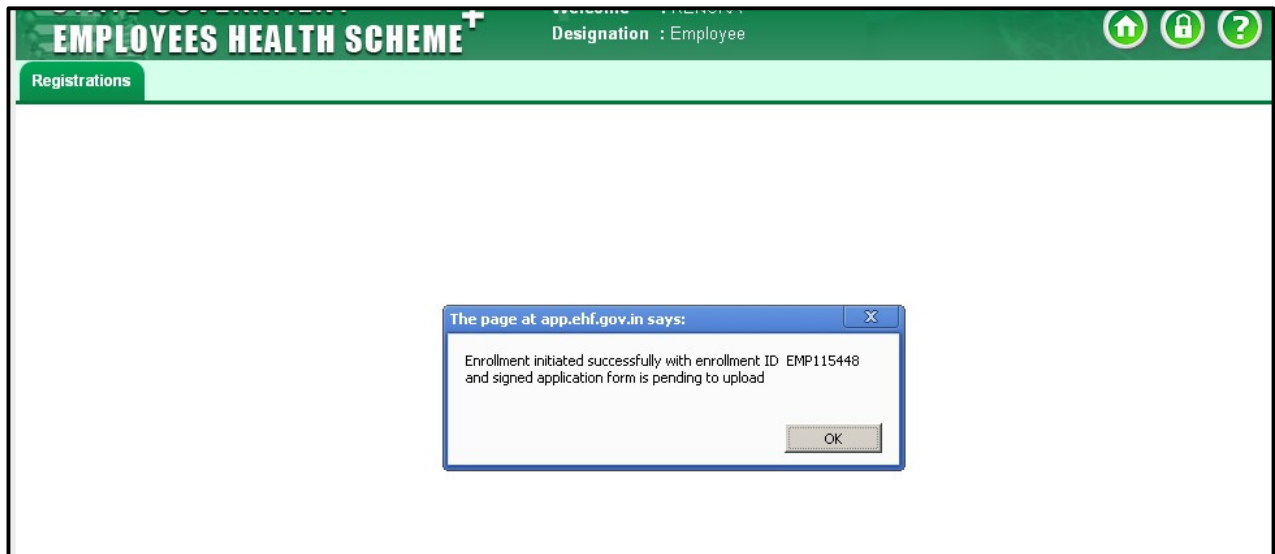 EMPLOYEES HEALTH SCHEME
Designation : Employee
Registrations
The page at app.ehf.gov.in says:
Enrollment initiated successfully with enrollment ID EMP115448
and signed application form is pending to upload
OK